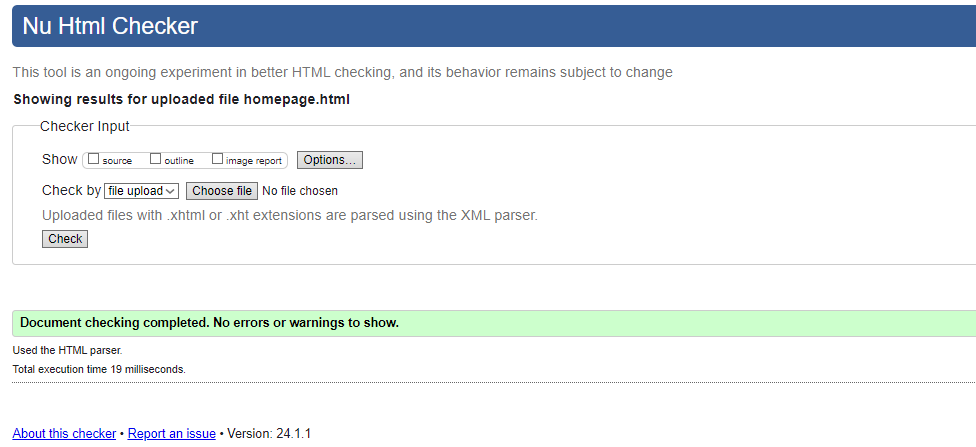 Nu Html Checker
This tool is an ongoing experiment in better HTML checking, and its behavior remains subject to change
Showing results for uploaded file homepage.html
Checker Input
Show source outline image report Options...
Check by file upload Choose file No file chosen
Uploaded files with .xhtml or .xht extensions are parsed using the XML parser.
Check
Document checking completed. No errors or warnings to show.
Used the HTML parser.
Total execution time 19 milliseconds.
About this checker • Report an issue • Version: 24.1.1